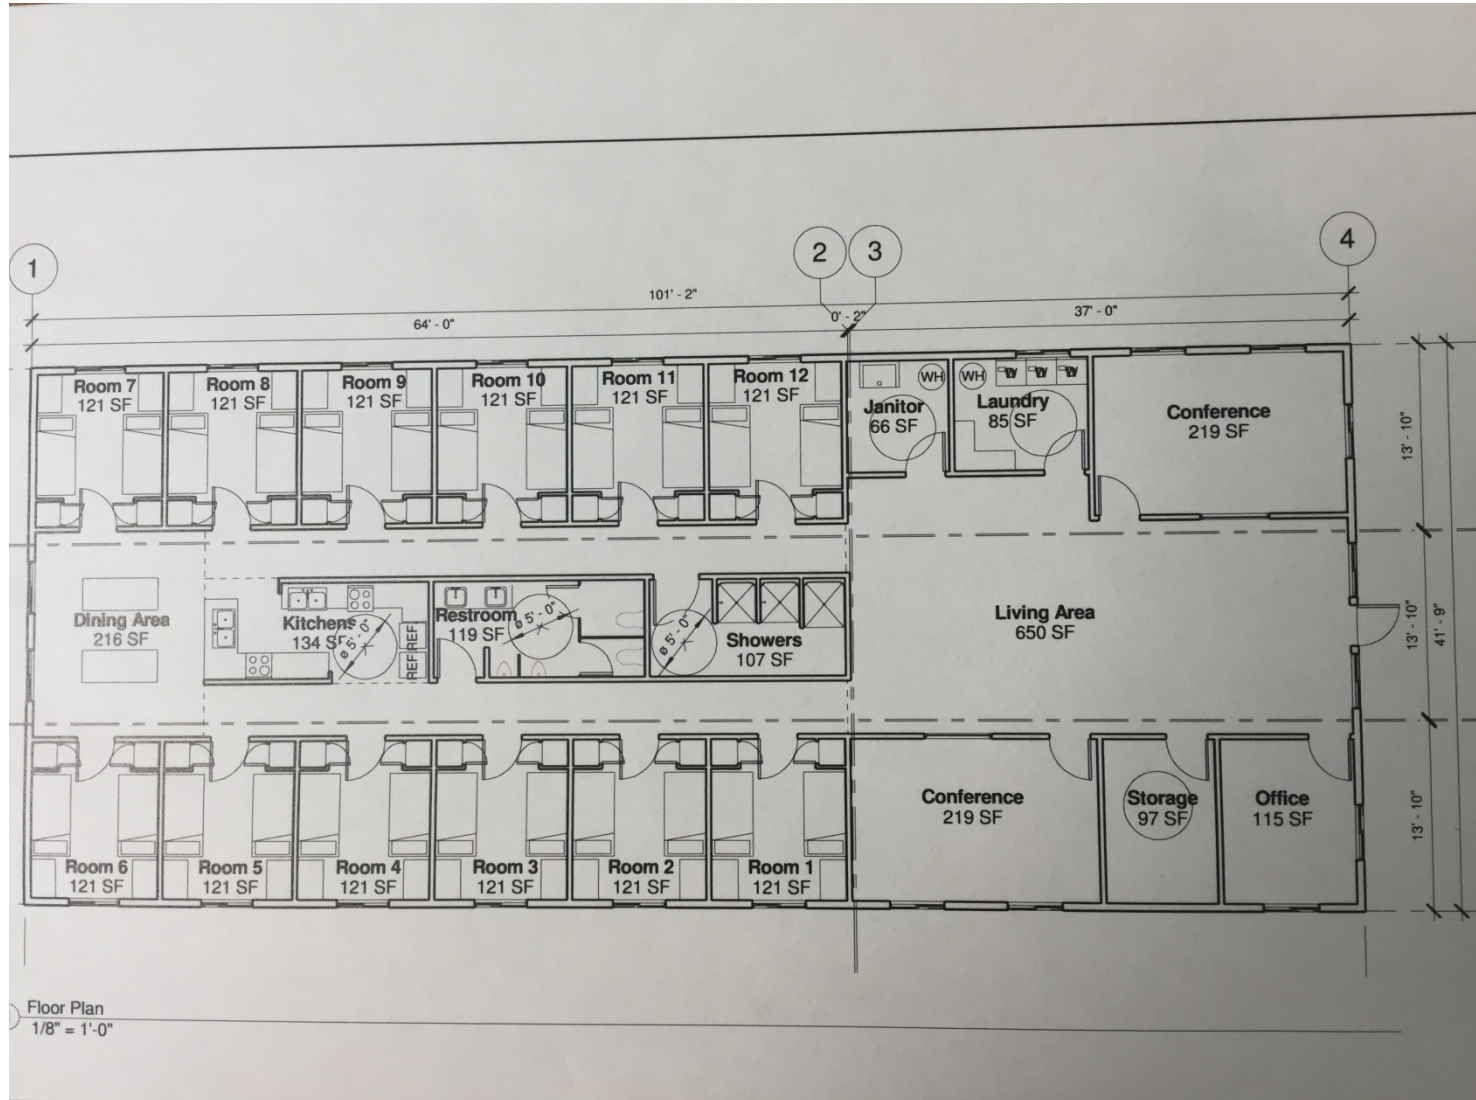 1
2
3
4
101' - 2"
64' - 0"
0' - 2"
37' - 0"
Room 7
121 SF
Room 8
121 SF
Room 9
121 SF
Room 10
121 SF
Room 11
121 SF
Room 12
121 SF
Janitor
66 SF
WH
WH
Laundry
85 SF
Conference
219 SF
13' - 10"
Dining Area
216 SF
Kitchens
134 SF
ø 5' - 0"
REF
REF
Restroom
119 SF
ø 5' - 0"
ø 5' - 0"
Showers
107 SF
Living Area
650 SF
13' - 10"
41' - 9"
Room 6
121 SF
Room 5
121 SF
Room 4
121 SF
Room 3
121 SF
Room 2
121 SF
Room 1
121 SF
Conference
219 SF
Storage
97 SF
Office
115 SF
13' - 10"
Floor Plan
1/8" = 1'-0"